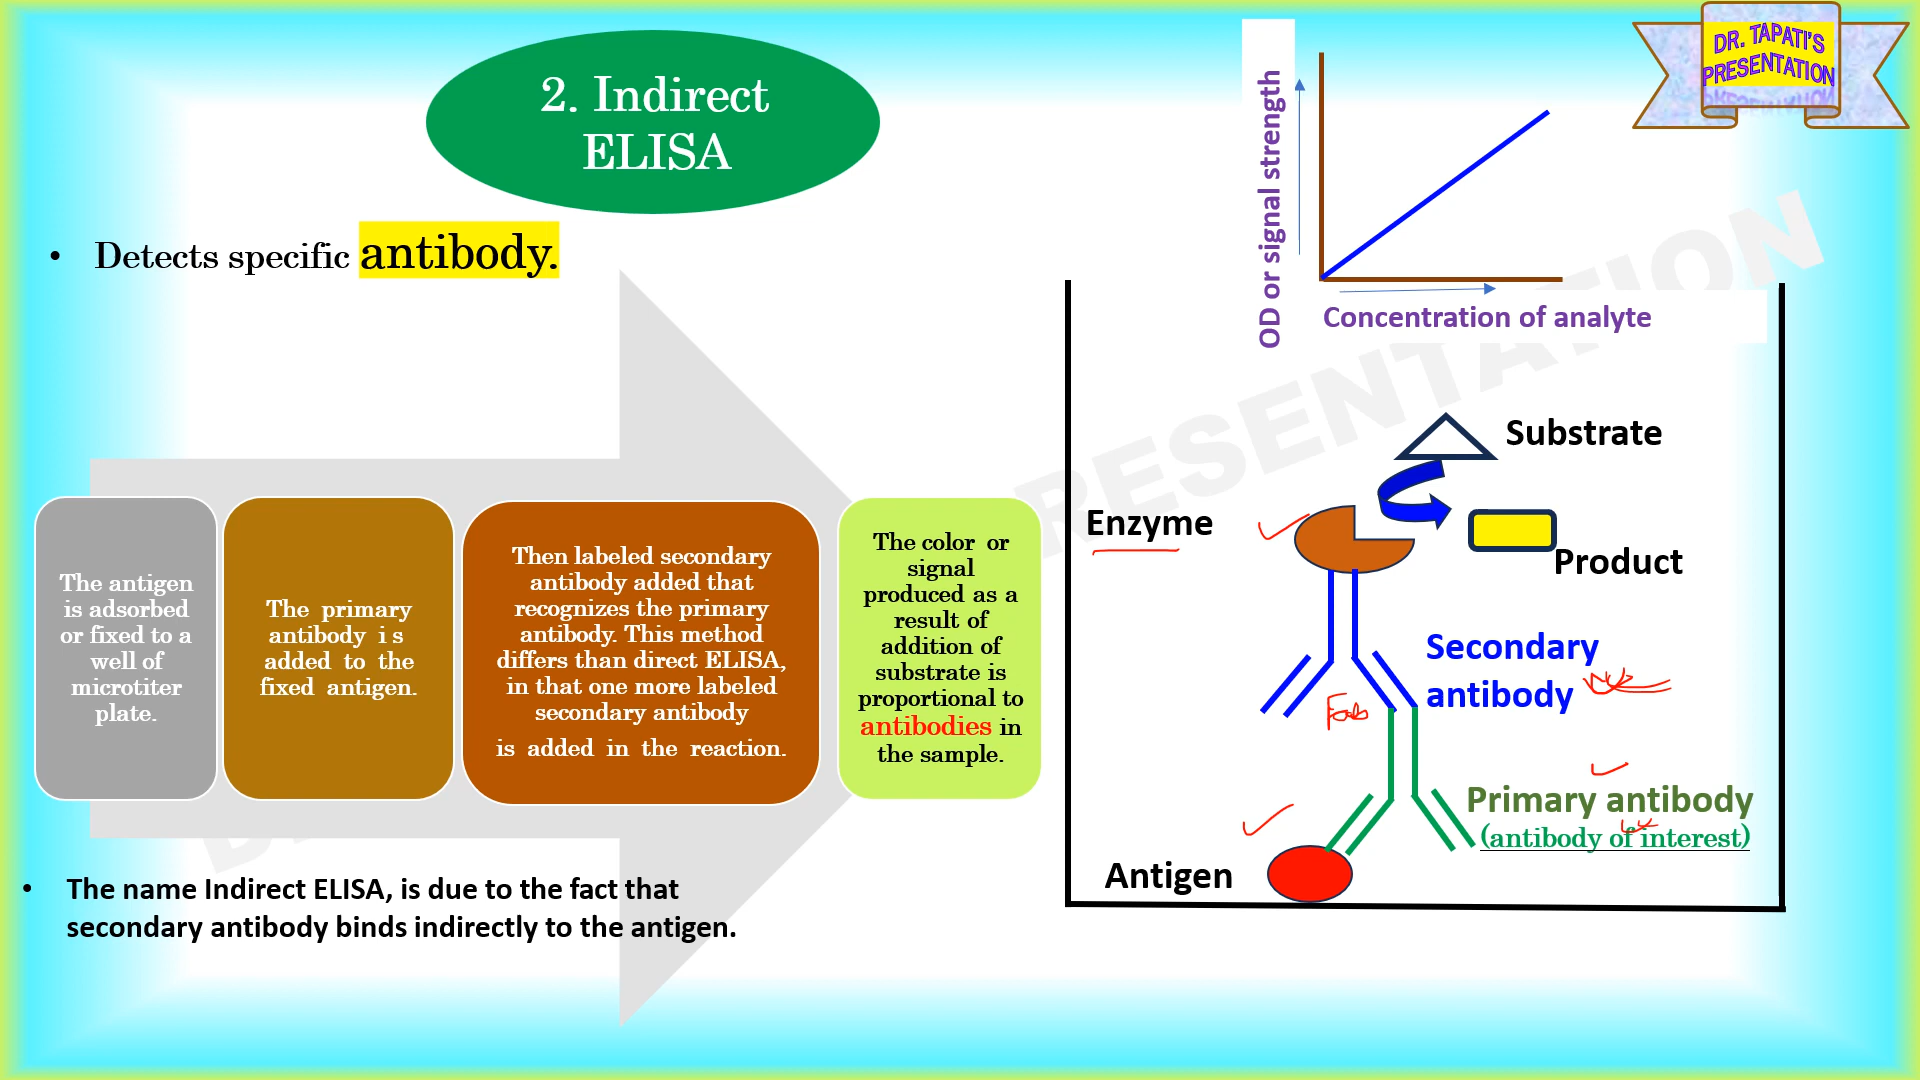 DR. TAPATI'S
PRESENTATION
2. Indirect
ELISA
• Detects specific antibody.
The antigen
is adsorbed
or fixed to a
well of
microtiter
plate.
The primary
antibody i s
added to the
fixed antigen.
Then labeled secondary
antibody added that
recognizes the primary
antibody. This method
differs than direct ELISA,
in that one more labeled
secondary antibody
is added in the reaction.
The color or
signal
produced as a
result of
addition of
substrate is
proportional to
antibodies in
the sample.
• The name Indirect ELISA, is due to the fact that
secondary antibody binds indirectly to the antigen.
OD or signal strength
Concentration of analyte
Substrate
Enzyme
Product
Secondary
antibody
Fab
Primary antibody
(antibody of interest)
Antigen